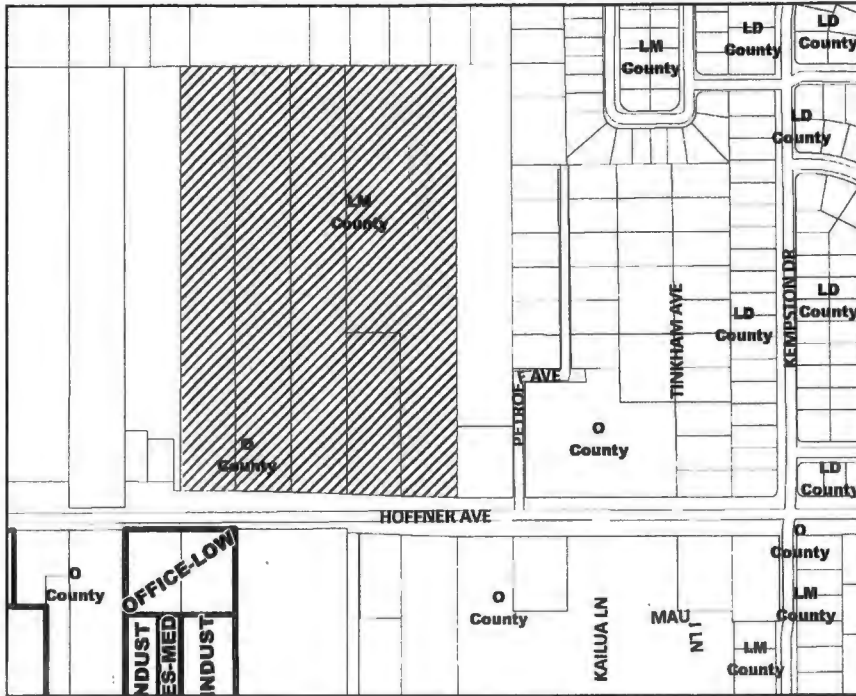 LM
County
LD
County
LD
County
LD
County
LM
County
TINKHAM AVE
LD
County
KEMPSTON DR
LD
County
PETROFF AVE
O
County
O
County
LD
County
HOFFNER AVE
O
County
O
County
OFFICE-LOW
O
County
LM
County
KAILUA LN
MAU
I LN
LM
County
NDUST
ES-MED
INDUST